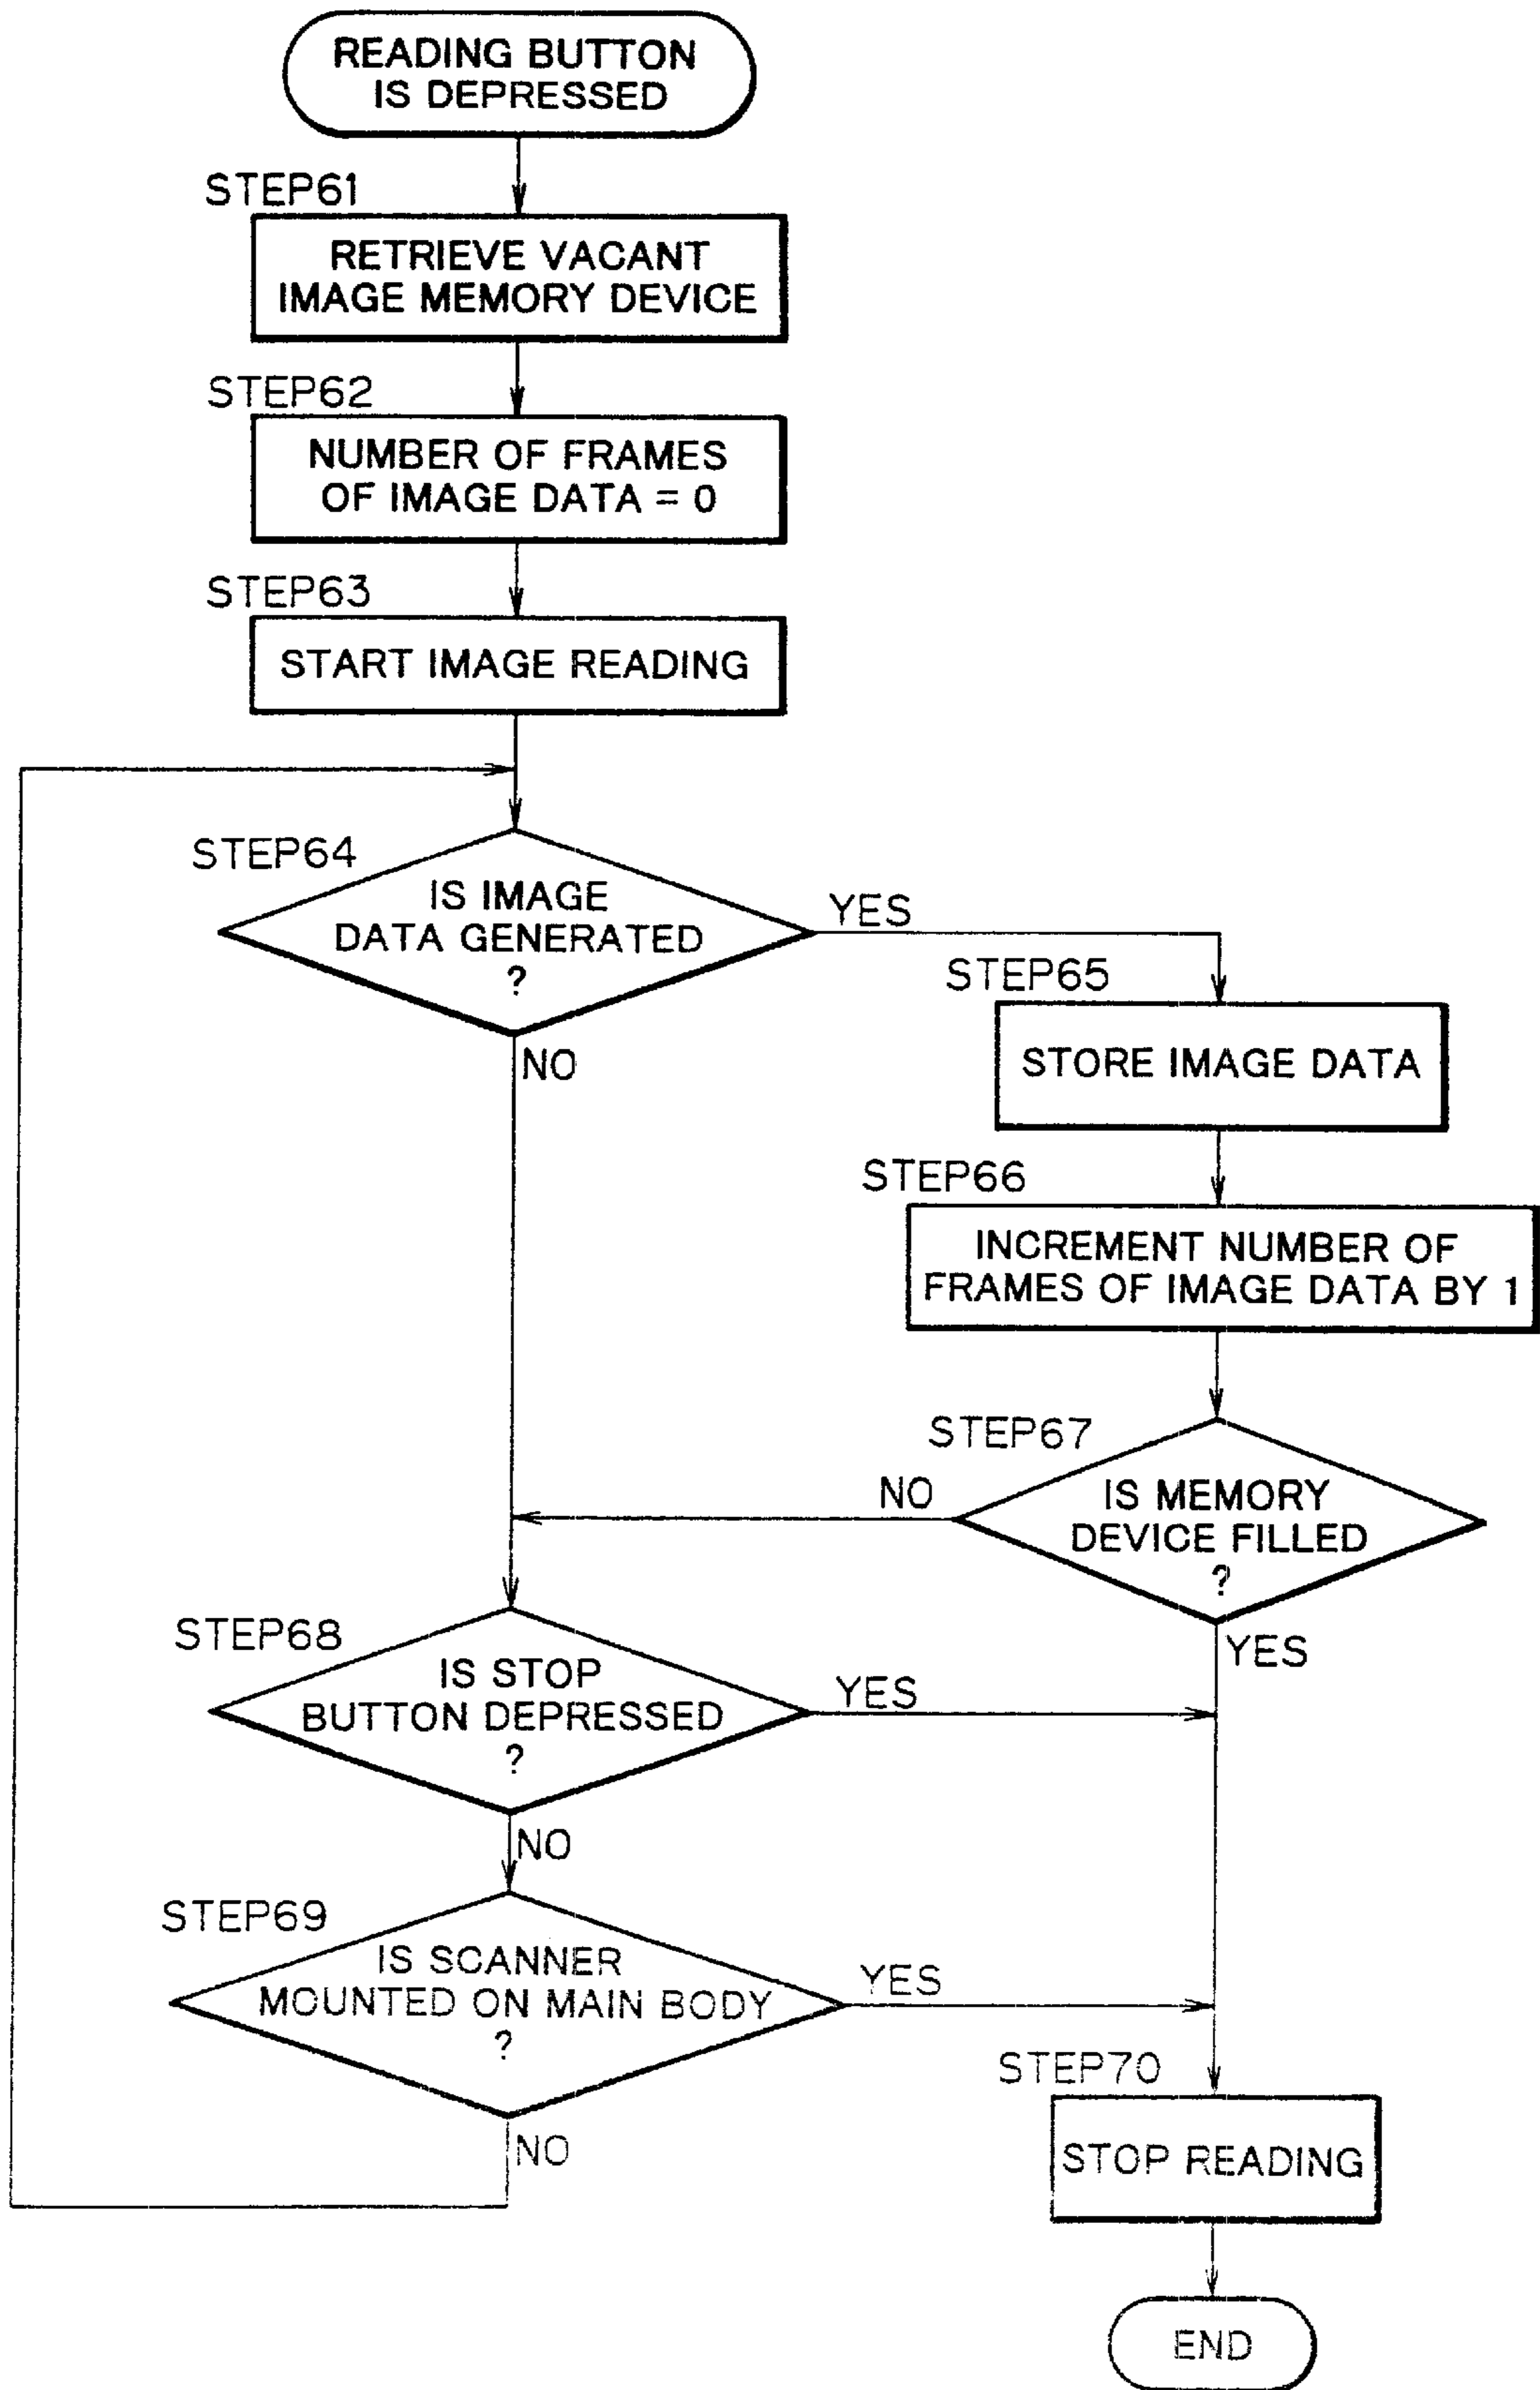 READING BUTTON
IS DEPRESSED
STEP61
RETRIEVE VACANT
IMAGE MEMORY DEVICE
STEP62
NUMBER OF FRAMES
OF IMAGE DATA = 0
STEP63
START IMAGE READING
STEP64
IS IMAGE
DATA GENERATED
?
YES
NO
STEP65
STORE IMAGE DATA
STEP66
INCREMENT NUMBER OF
FRAMES OF IMAGE DATA BY 1
STEP67
IS MEMORY
DEVICE FILLED
?
NO
YES
STEP68
IS STOP
BUTTON DEPRESSED
?
YES
NO
STEP69
IS SCANNER
MOUNTED ON MAIN BODY
?
YES
NO
STEP70
STOP READING
END